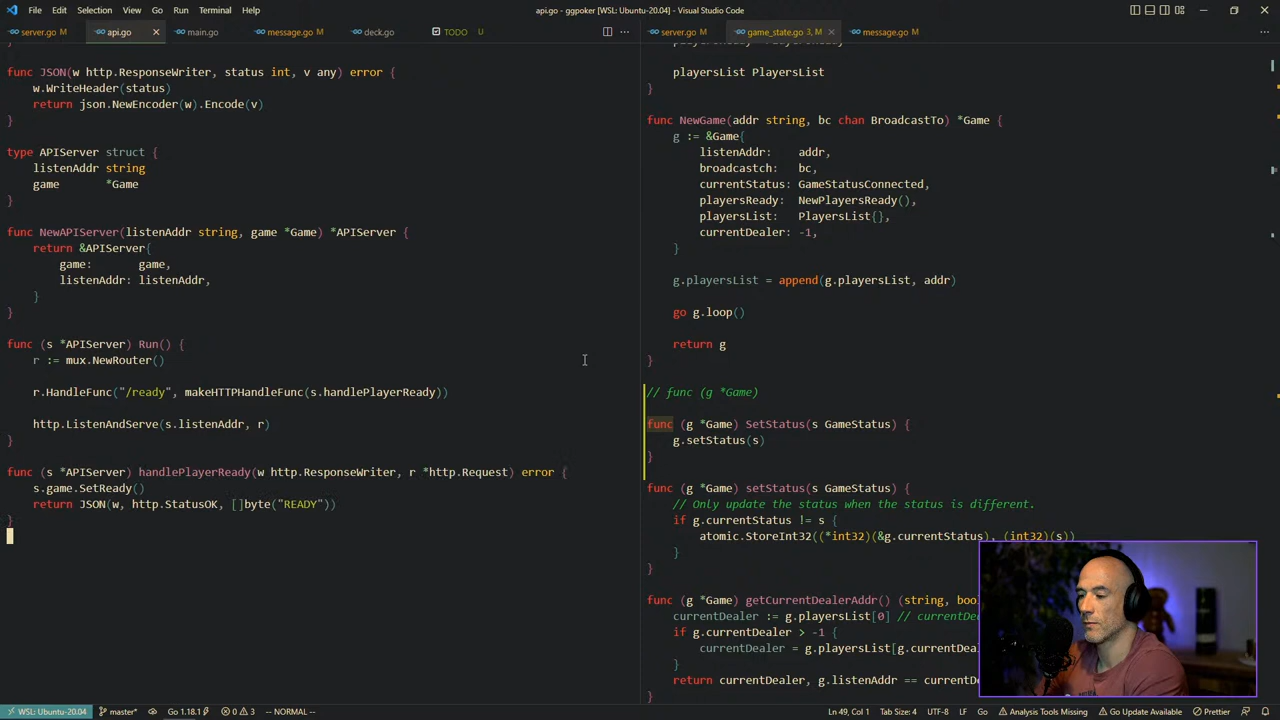 File Edit Selection View Go Run Terminal Help
api.go - ggpoker [WSL: Ubuntu-20.04] - Visual Studio Code
server.go M api.go × main.go message.go M deck.go TODO U
func JSON(w http.ResponseWriter, status int, v any) error {
w.WriteHeader(status)
return json.NewEncoder(w).Encode(v)
}
type APIServer struct {
listenAddr string
game *Game
}
func NewAPIServer(listenAddr string, game *Game) *APIServer {
return &APIServer{
game: game,
listenAddr: listenAddr,
}
}
func (s *APIServer) Run() {
r := mux.NewRouter()
r.HandleFunc("/ready", makeHTTPHandleFunc(s.handlePlayerReady))
http.ListenAndServe(s.listenAddr, r)
}
func (s *APIServer) handlePlayerReady(w http.ResponseWriter, r *http.Request) error {
s.game.SetReady()
return JSON(w, http.StatusOK, []byte("READY"))
}
server.go M game_state.go 3, M × message.go M
playersList PlayersList
}
func NewGame(addr string, bc chan BroadcastTo) *Game {
g := &Game{
listenAddr: addr,
broadcastch: bc,
currentStatus: GameStatusConnected,
playersReady: NewPlayersReady(),
playersList: PlayersList{},
currentDealer: -1,
}
g.playersList = append(g.playersList, addr)
go g.loop()
return g
}
// func (g *Game)
func (g *Game) SetStatus(s GameStatus) {
g.setStatus(s)
}
func (g *Game) setStatus(s GameStatus) {
// Only update the status when the status is different.
if g.currentStatus != s {
atomic.StoreInt32((*int32)(&g.currentStatus), (int32)(s))
}
}
func (g *Game) getCurrentDealerAddr() (string, boo
currentDealer := g.playersList[0] // currentDe
if g.currentDealer > -1 {
currentDealer = g.playersList[g.currentDea
}
return currentDealer, g.listenAddr == currentD
}
WSL: Ubuntu-20.04 master* Go 1.18.1 0 3 -- NORMAL -- Ln 49, Col 1 Tab Size: 4 UTF-8 LF Go Analysis Tools Missing Go Update Available Prettier